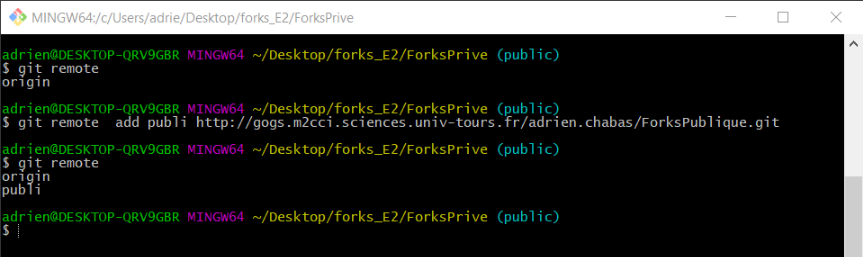 MINGW64:/c/Users/adrie/Desktop/forks_E2/ForksPrive
adrien@DESKTOP-QRV9GBR MINGW64 ~/Desktop/forks_E2/ForksPrive (public)
$ git remote
origin
adrien@DESKTOP-QRV9GBR MINGW64 ~/Desktop/forks_E2/ForksPrive (public)
$ git remote  add publi http://gogs.m2cci.sciences.univ-tours.fr/adrien.chabas/ForksPublique.git
adrien@DESKTOP-QRV9GBR MINGW64 ~/Desktop/forks_E2/ForksPrive (public)
$ git remote
origin
publi
adrien@DESKTOP-QRV9GBR MINGW64 ~/Desktop/forks_E2/ForksPrive (public)
$